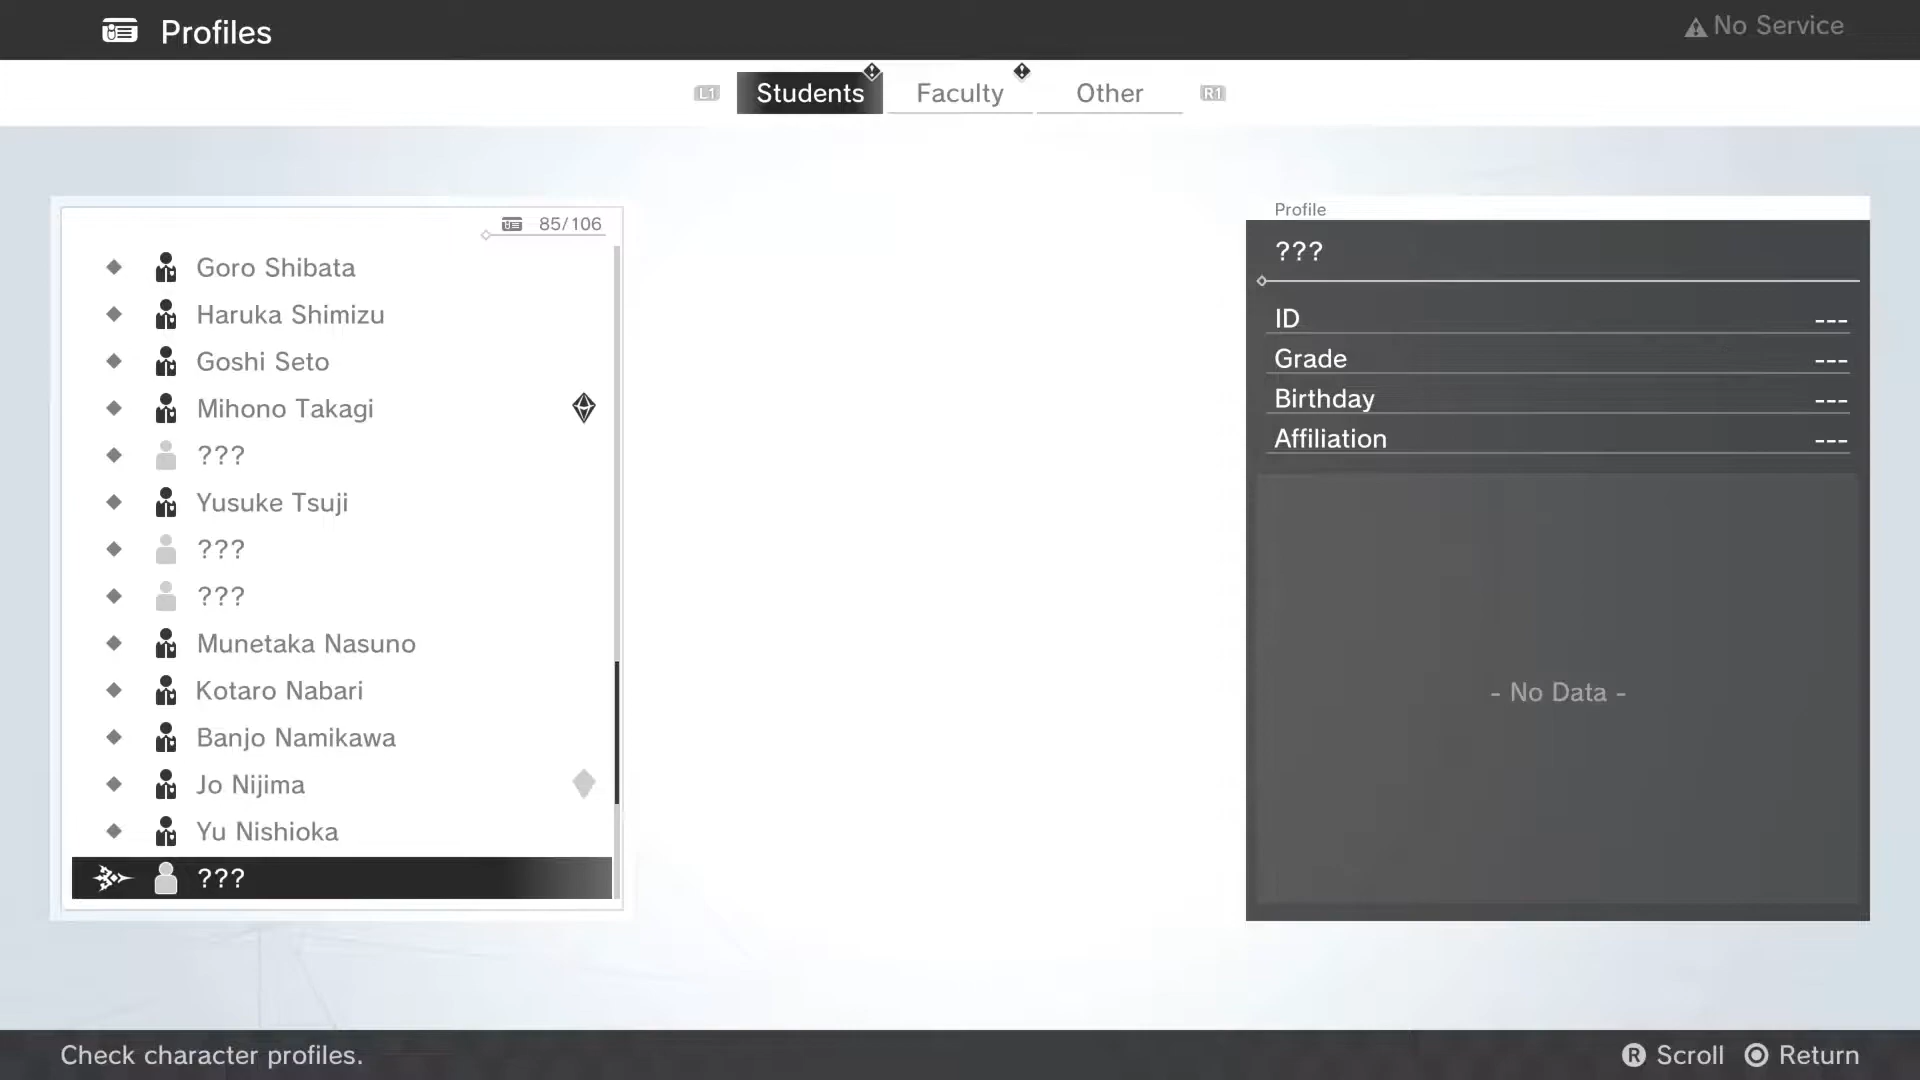 Profiles
No Service
L1
Students
Faculty
Other
R1
85/106
Goro Shibata
Haruka Shimizu
Goshi Seto
Mihono Takagi
???
Yusuke Tsuji
???
???
Munetaka Nasuno
Kotaro Nabari
Banjo Namikawa
Jo Nijima
Yu Nishioka
???
Profile
???
ID ---
Grade ---
Birthday ---
Affiliation ---
- No Data -
Check character profiles.
R Scroll
Return